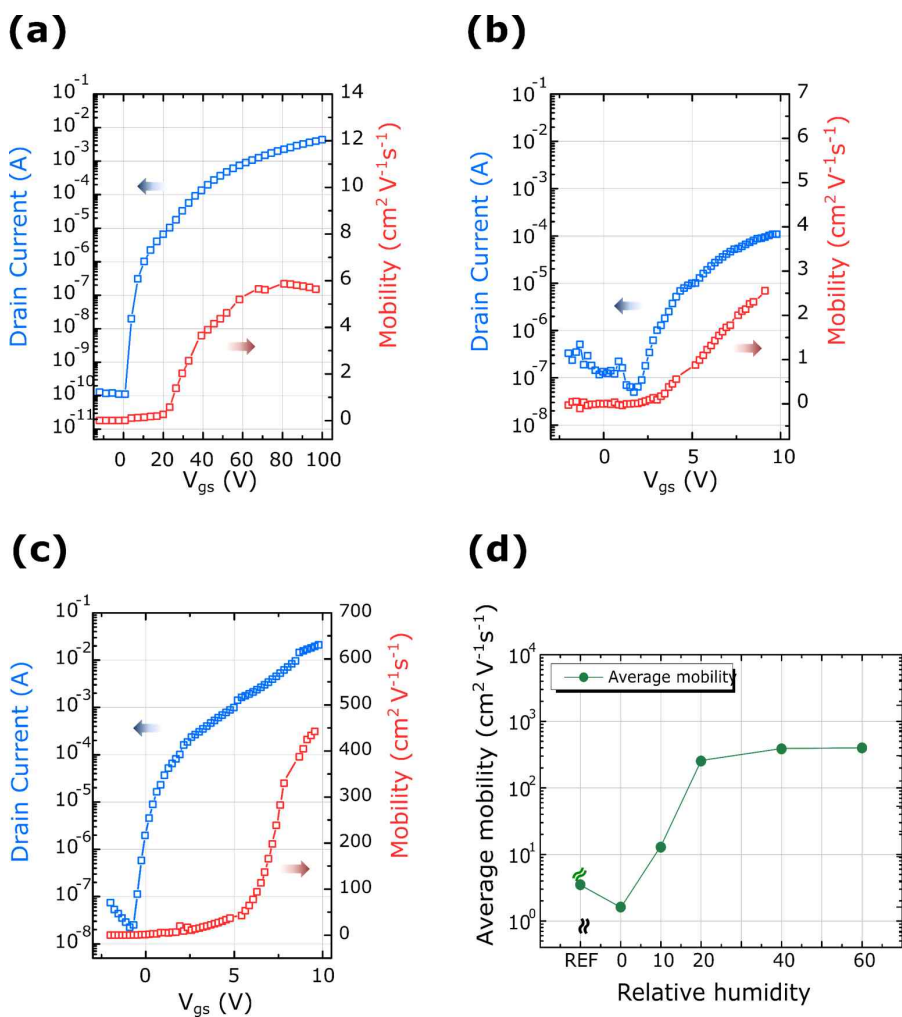 (a)
(b)
10⁻¹
10⁻²
10⁻³
10⁻⁴
10⁻⁵
10⁻⁶
10⁻⁷
10⁻⁸
10⁻⁹
10⁻¹⁰
10⁻¹¹
Drain Current (A)
14
12
10
8
6
4
2
0
Mobility (cm² V⁻¹s⁻¹)
0 20 40 60 80 100
V_gs (V)
10⁻¹
10⁻²
10⁻³
10⁻⁴
10⁻⁵
10⁻⁶
10⁻⁷
10⁻⁸
Drain Current (A)
7
6
5
4
3
2
1
0
Mobility (cm² V⁻¹s⁻¹)
0 5 10
V_gs (V)
(c)
(d)
10⁻¹
10⁻²
10⁻³
10⁻⁴
10⁻⁵
10⁻⁶
10⁻⁷
10⁻⁸
Drain Current (A)
700
600
500
400
300
200
100
0
Mobility (cm² V⁻¹s⁻¹)
0 5 10
V_gs (V)
Average mobility (cm² V⁻¹s⁻¹)
10⁴
10³
10²
10¹
10⁰
Average mobility
REF 0 10 20 40 60
Relative humidity